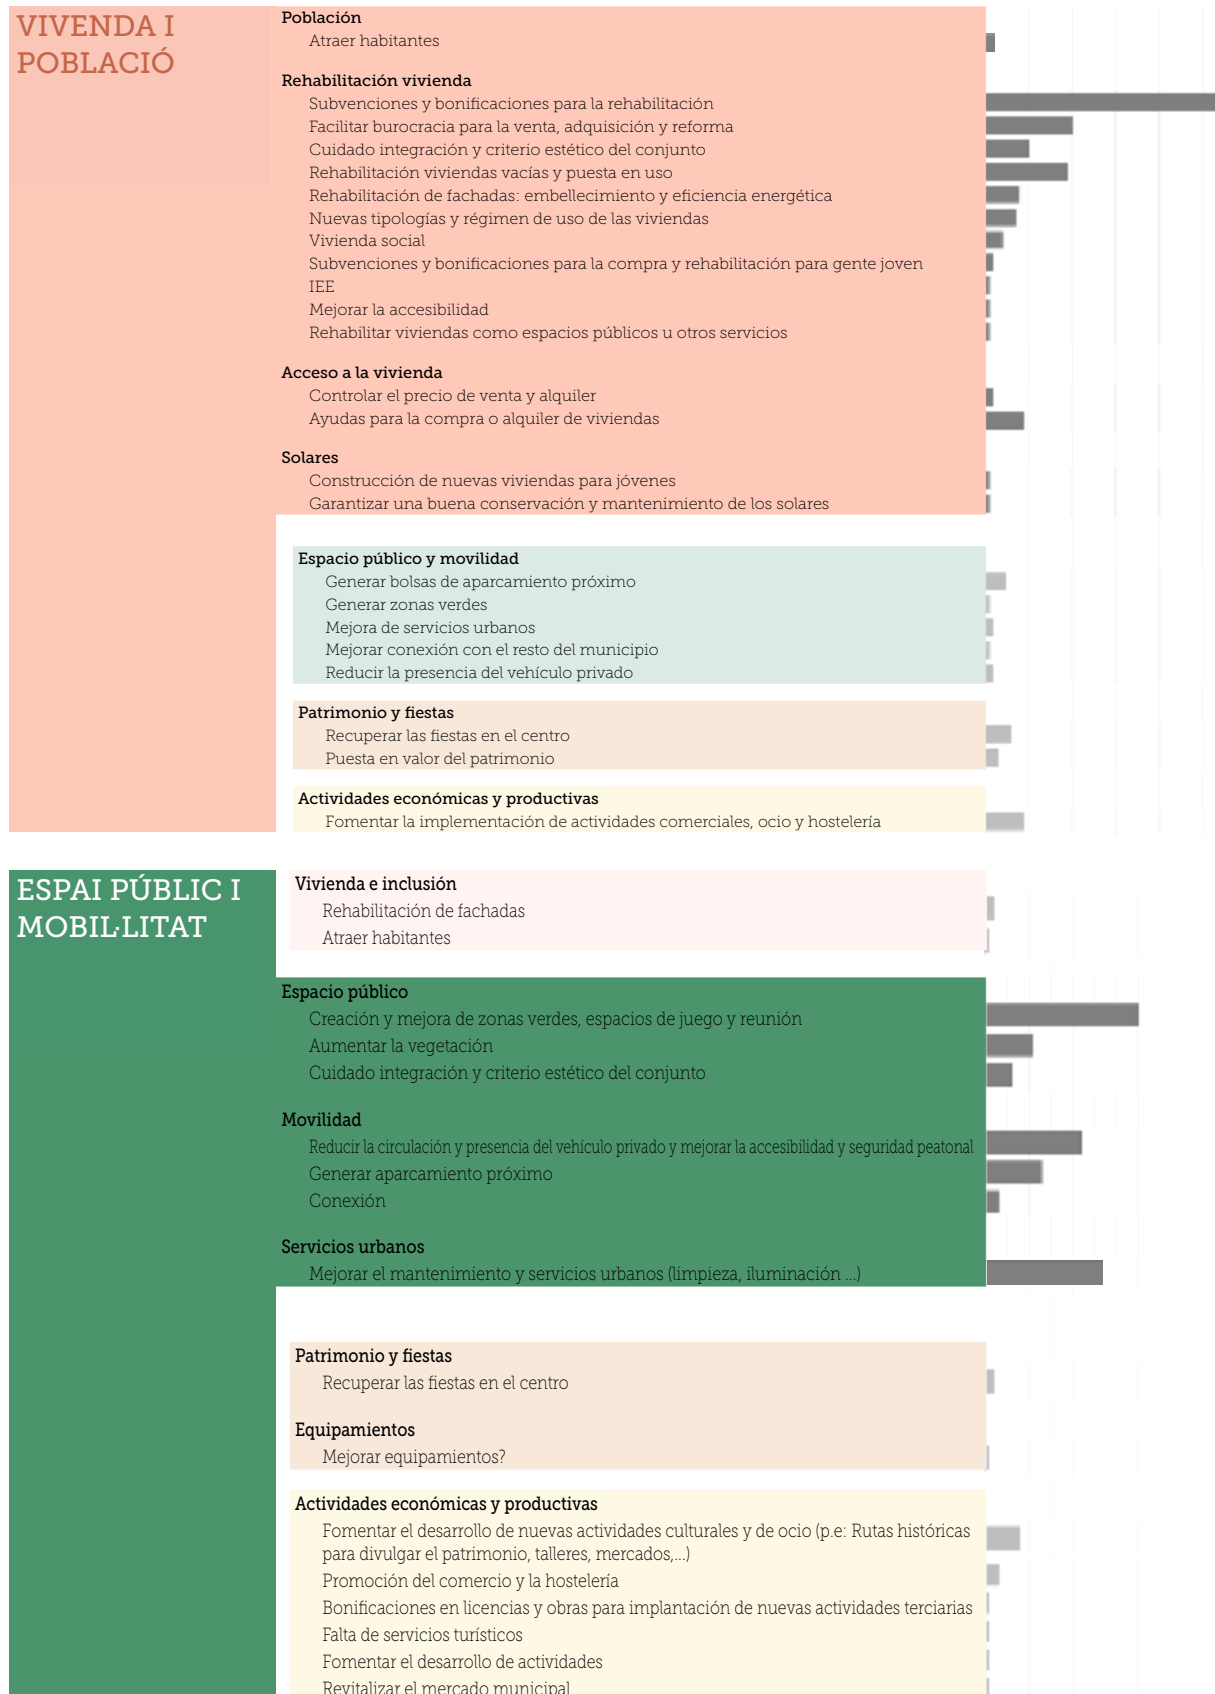 VIVENDA I
POBLACIÓ
Población
Atraer habitantes
Rehabilitación vivienda
Subvenciones y bonificaciones para la rehabilitación
Facilitar burocracia para la venta, adquisición y reforma
Cuidado integración y criterio estético del conjunto
Rehabilitación viviendas vacías y puesta en uso
Rehabilitación de fachadas: embellecimiento y eficiencia energética
Nuevas tipologías y régimen de uso de las viviendas
Vivienda social
Subvenciones y bonificaciones para la compra y rehabilitación para gente joven
IEE
Mejorar la accesibilidad
Rehabilitar viviendas como espacios públicos u otros servicios
Acceso a la vivienda
Controlar el precio de venta y alquiler
Ayudas para la compra o alquiler de viviendas
Solares
Construcción de nuevas viviendas para jóvenes
Garantizar una buena conservación y mantenimiento de los solares
Espacio público y movilidad
Generar bolsas de aparcamiento próximo
Generar zonas verdes
Mejora de servicios urbanos
Mejorar conexión con el resto del municipio
Reducir la presencia del vehículo privado
Patrimonio y fiestas
Recuperar las fiestas en el centro
Puesta en valor del patrimonio
Actividades económicas y productivas
Fomentar la implementación de actividades comerciales, ocio y hostelería
ESPAI PÚBLIC I
MOBIL·LITAT
Vivienda e inclusión
Rehabilitación de fachadas
Atraer habitantes
Espacio público
Creación y mejora de zonas verdes, espacios de juego y reunión
Aumentar la vegetación
Cuidado integración y criterio estético del conjunto
Movilidad
Reducir la circulación y presencia del vehículo privado y mejorar la accesibilidad y seguridad peatonal
Generar aparcamiento próximo
Conexión
Servicios urbanos
Mejorar el mantenimiento y servicios urbanos (limpieza, iluminación ...)
Patrimonio y fiestas
Recuperar las fiestas en el centro
Equipamientos
Mejorar equipamientos?
Actividades económicas y productivas
Fomentar el desarrollo de nuevas actividades culturales y de ocio (p.e: Rutas históricas
para divulgar el patrimonio, talleres, mercados,...)
Promoción del comercio y la hostelería
Bonificaciones en licencias y obras para implantación de nuevas actividades terciarias
Falta de servicios turísticos
Fomentar el desarrollo de actividades
Revitalizar el mercado municipal